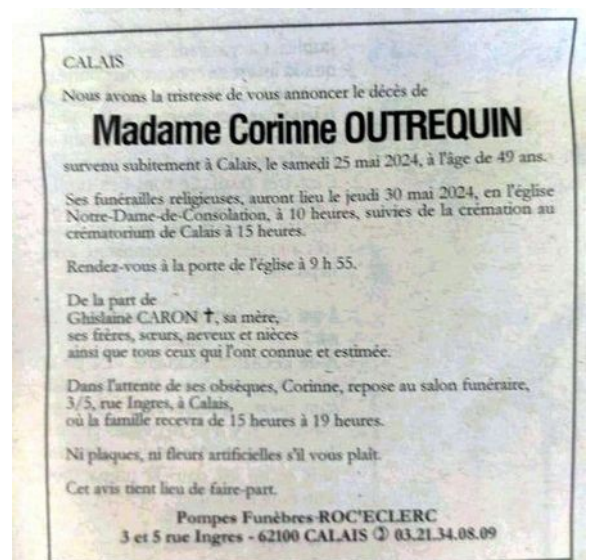 CALAIS
Nous avons la tristesse de vous annoncer le décès de
Madame Corinne OUTREQUIN
survenu subitement à Calais, le samedi 25 mai 2024, à l'âge de 49 ans.
Ses funérailles religieuses, auront lieu le jeudi 30 mai 2024, en l'église
Notre-Dame-de-Consolation, à 10 heures, suivies de la crémation au
crématorium de Calais à 15 heures.
Rendez-vous à la porte de l'église à 9 h 55.
De la part de
Ghislaine CARON ✝, sa mère,
ses frères, sœurs, neveux et nièces
ainsi que tous ceux qui l'ont connue et estimée.
Dans l'attente de ses obsèques, Corinne, repose au salon funéraire,
3/5, rue Ingres, à Calais,
où la famille recevra de 15 heures à 19 heures.
Ni plaques, ni fleurs artificielles s'il vous plaît.
Cet avis tient lieu de faire-part.
Pompes Funèbres ROC'ECLERC
3 et 5 rue Ingres - 62100 CALAIS ✆ 03.21.34.08.09